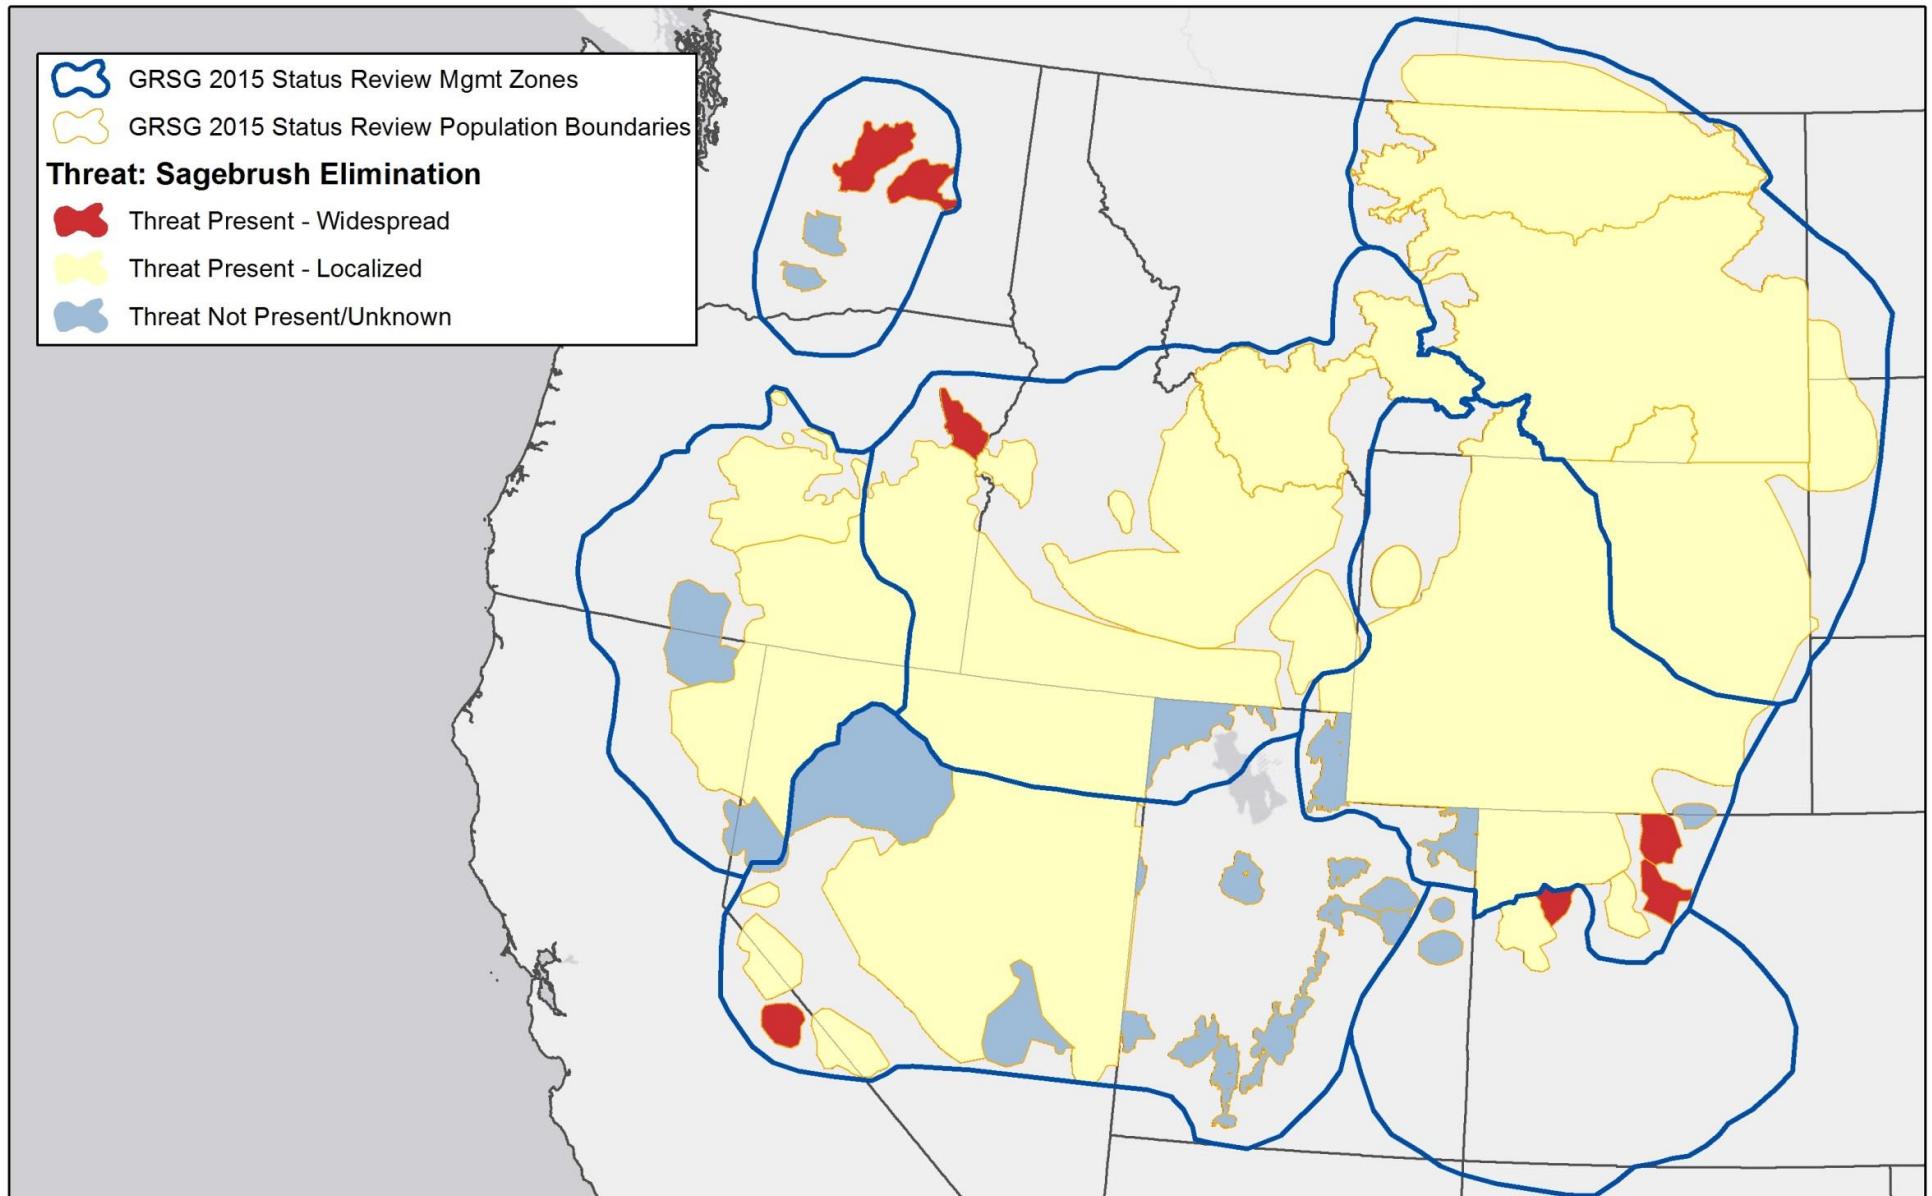 GRSG 2015 Status Review Mgmt Zones
GRSG 2015 Status Review Population Boundaries
Threat: Sagebrush Elimination
Threat Present - Widespread
Threat Present - Localized
Threat Not Present/Unknown